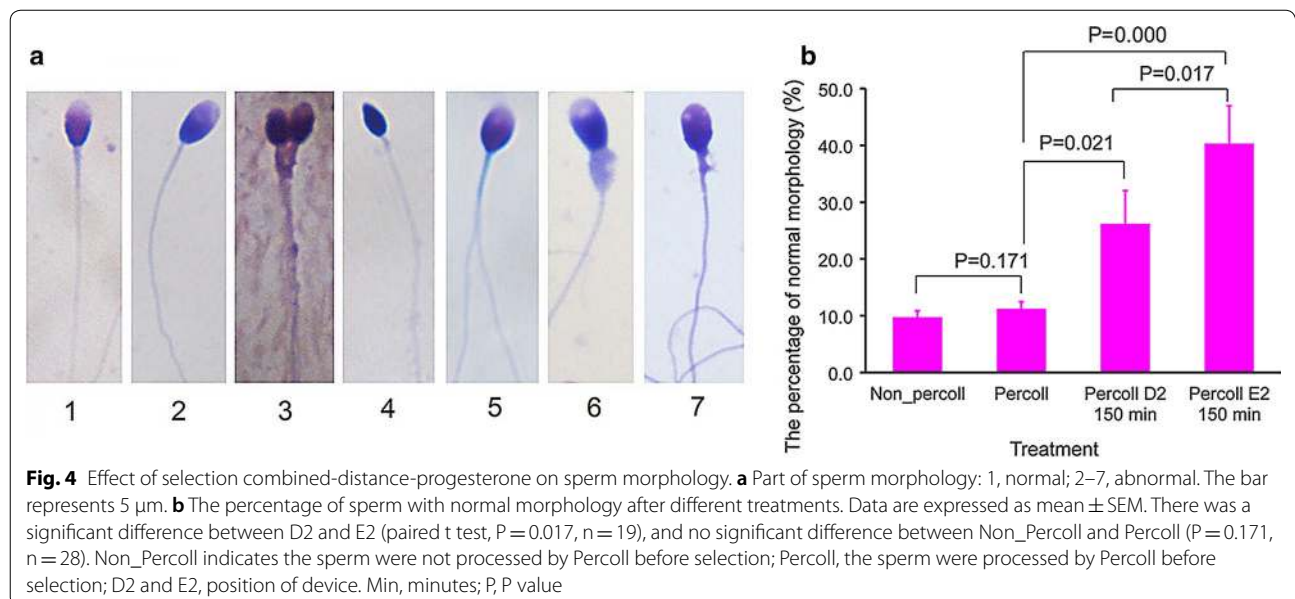 a
1
2
3
4
5
6
7
b
P=0.000
P=0.017
P=0.021
P=0.171
The percentage of normal morphology (%)
50.0
40.0
30.0
20.0
10.0
0.0
Non_percoll
Percoll
Percoll D2
150 min
Percoll E2
150 min
Treatment
Fig. 4 Effect of selection combined-distance-progesterone on sperm morphology. a Part of sperm morphology: 1, normal; 2–7, abnormal. The bar
represents 5 µm. b The percentage of sperm with normal morphology after different treatments. Data are expressed as mean ± SEM. There was a
significant difference between D2 and E2 (paired t test, P = 0.017, n = 19), and no significant difference between Non_Percoll and Percoll (P = 0.171,
n = 28). Non_Percoll indicates the sperm were not processed by Percoll before selection; Percoll, the sperm were processed by Percoll before
selection; D2 and E2, position of device. Min, minutes; P, P value